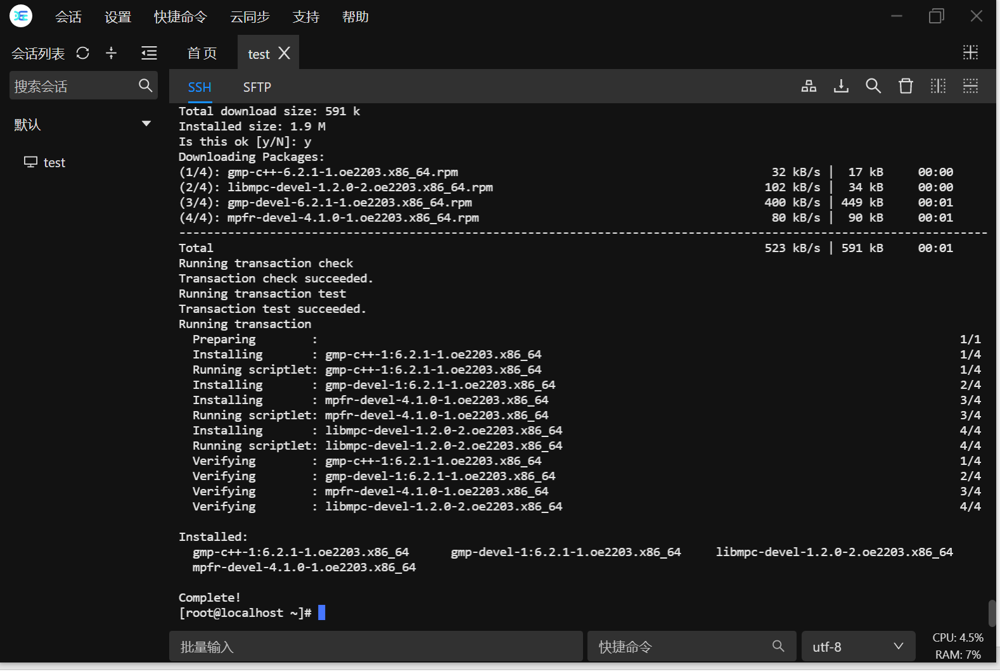 会话 设置 快捷命令 云同步 支持 帮助
会话列表 首页 test
搜索会话
SSH SFTP
默认
test
Total download size: 591 k
Installed size: 1.9 M
Is this ok [y/N]: y
Downloading Packages:
(1/4): gmp-c++-6.2.1-1.oe2203.x86_64.rpm 32 kB/s | 17 kB 00:00
(2/4): libmpc-devel-1.2.0-2.oe2203.x86_64.rpm 102 kB/s | 34 kB 00:00
(3/4): gmp-devel-6.2.1-1.oe2203.x86_64.rpm 400 kB/s | 449 kB 00:01
(4/4): mpfr-devel-4.1.0-1.oe2203.x86_64.rpm 80 kB/s | 90 kB 00:01
--------------------------------------------------------------------------------------------------------------------
Total 523 kB/s | 591 kB 00:01
Running transaction check
Transaction check succeeded.
Running transaction test
Transaction test succeeded.
Running transaction
Preparing : 1/1
Installing : gmp-c++-1:6.2.1-1.oe2203.x86_64 1/4
Running scriptlet: gmp-c++-1:6.2.1-1.oe2203.x86_64 1/4
Installing : gmp-devel-1:6.2.1-1.oe2203.x86_64 2/4
Installing : mpfr-devel-4.1.0-1.oe2203.x86_64 3/4
Running scriptlet: mpfr-devel-4.1.0-1.oe2203.x86_64 3/4
Installing : libmpc-devel-1.2.0-2.oe2203.x86_64 4/4
Running scriptlet: libmpc-devel-1.2.0-2.oe2203.x86_64 4/4
Verifying : gmp-c++-1:6.2.1-1.oe2203.x86_64 1/4
Verifying : gmp-devel-1:6.2.1-1.oe2203.x86_64 2/4
Verifying : mpfr-devel-4.1.0-1.oe2203.x86_64 3/4
Verifying : libmpc-devel-1.2.0-2.oe2203.x86_64 4/4
Installed:
gmp-c++-1:6.2.1-1.oe2203.x86_64 gmp-devel-1:6.2.1-1.oe2203.x86_64 libmpc-devel-1.2.0-2.oe2203.x86_64
mpfr-devel-4.1.0-1.oe2203.x86_64
Complete!
[root@localhost ~]#
批量输入 快捷命令 utf-8
CPU: 4.5%
RAM: 7%